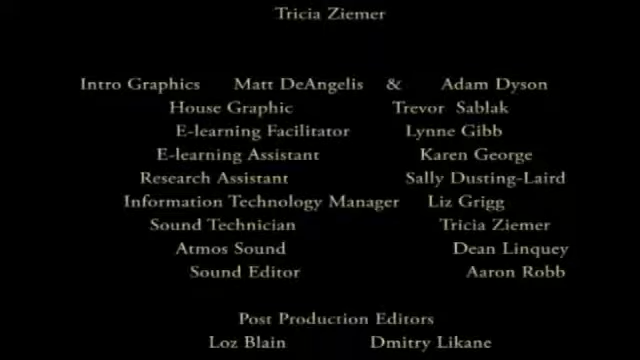 Tricia Ziemer
Intro Graphics Matt DeAngelis & Adam Dyson
House Graphic Trevor Sablak
E-learning Facilitator Lynne Gibb
E-learning Assistant Karen George
Research Assistant Sally Dusting-Laird
Information Technology Manager Liz Grigg
Sound Technician Tricia Ziemer
Atmos Sound Dean Linquey
Sound Editor Aaron Robb
Post Production Editors
Loz Blain Dmitry Likane